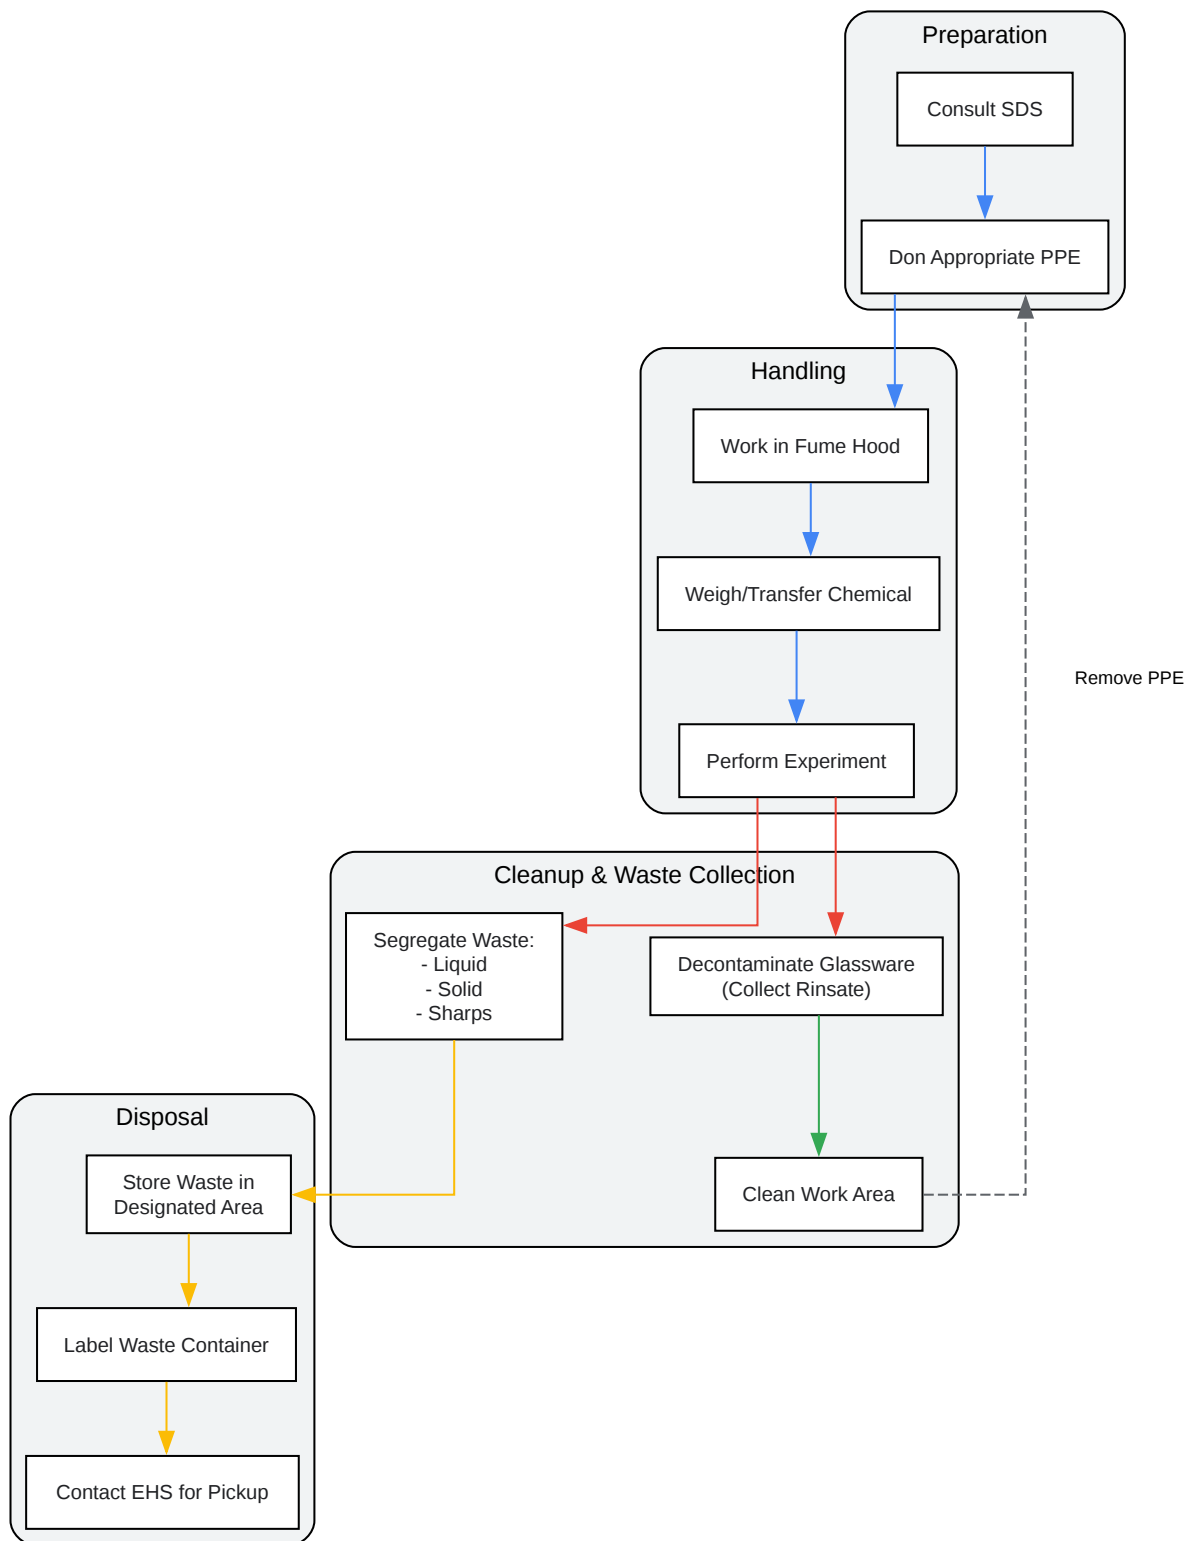 Preparation
Consult SDS
Don Appropriate PPE
Handling
Work in Fume Hood
Weigh/Transfer Chemical
Remove PPE
Perform Experiment
Cleanup & Waste Collection
Segregate Waste:
- Liquid
- Solid
- Sharps
Decontaminate Glassware
(Collect Rinsate)
Disposal
Store Waste in
Designated Area
Clean Work Area
Label Waste Container
Contact EHS for Pickup